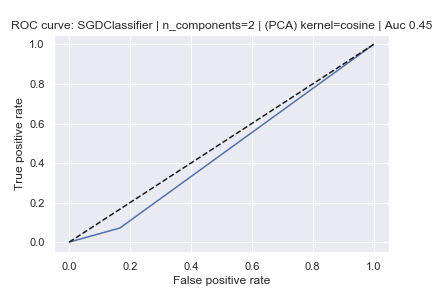 ROC curve: SGDClassifier | n_components=2 | (PCA) kernel=cosine | Auc 0.45
1.0
0.8
0.6
0.4
0.2
0.0
True positive rate
0.0 0.2 0.4 0.6 0.8 1.0
False positive rate